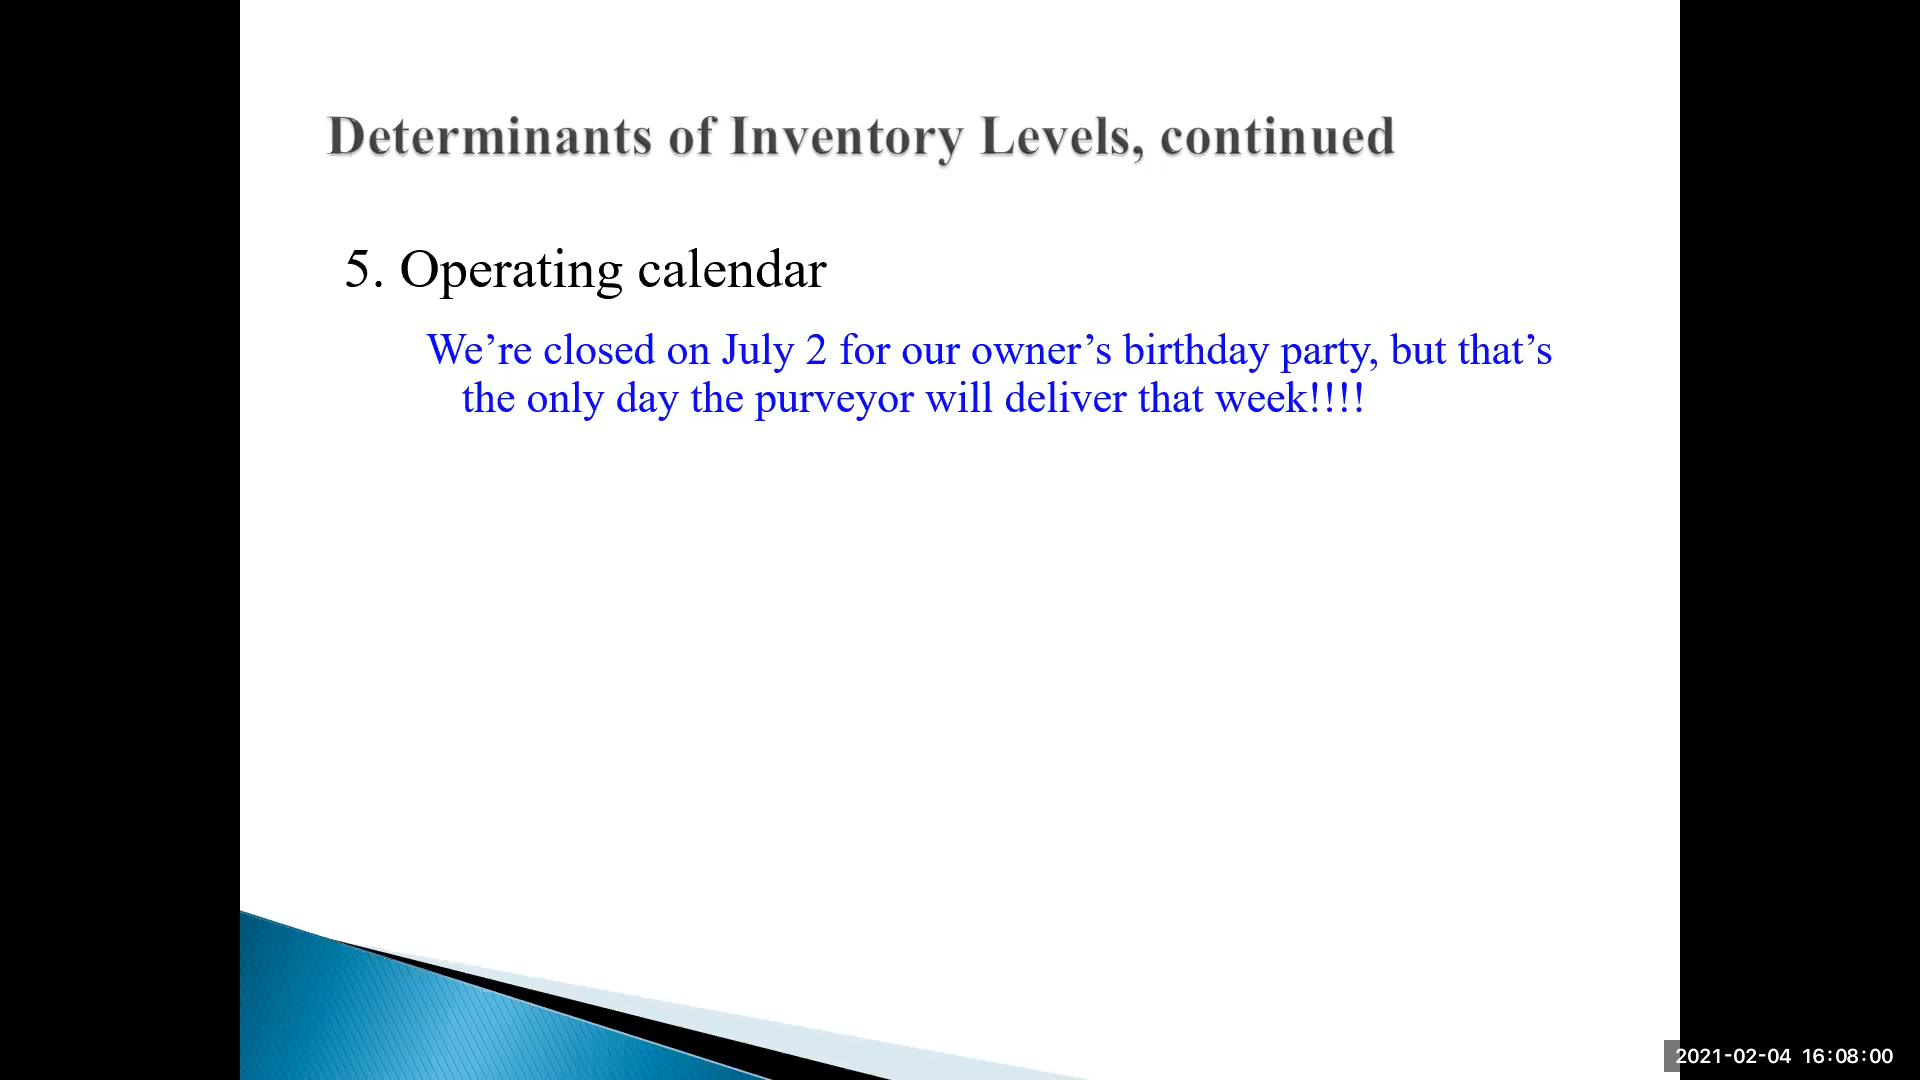 Determinants of Inventory Levels, continued
5. Operating calendar
We’re closed on July 2 for our owner’s birthday party, but that’s
the only day the purveyor will deliver that week!!!!
2021-02-04 16:08:00